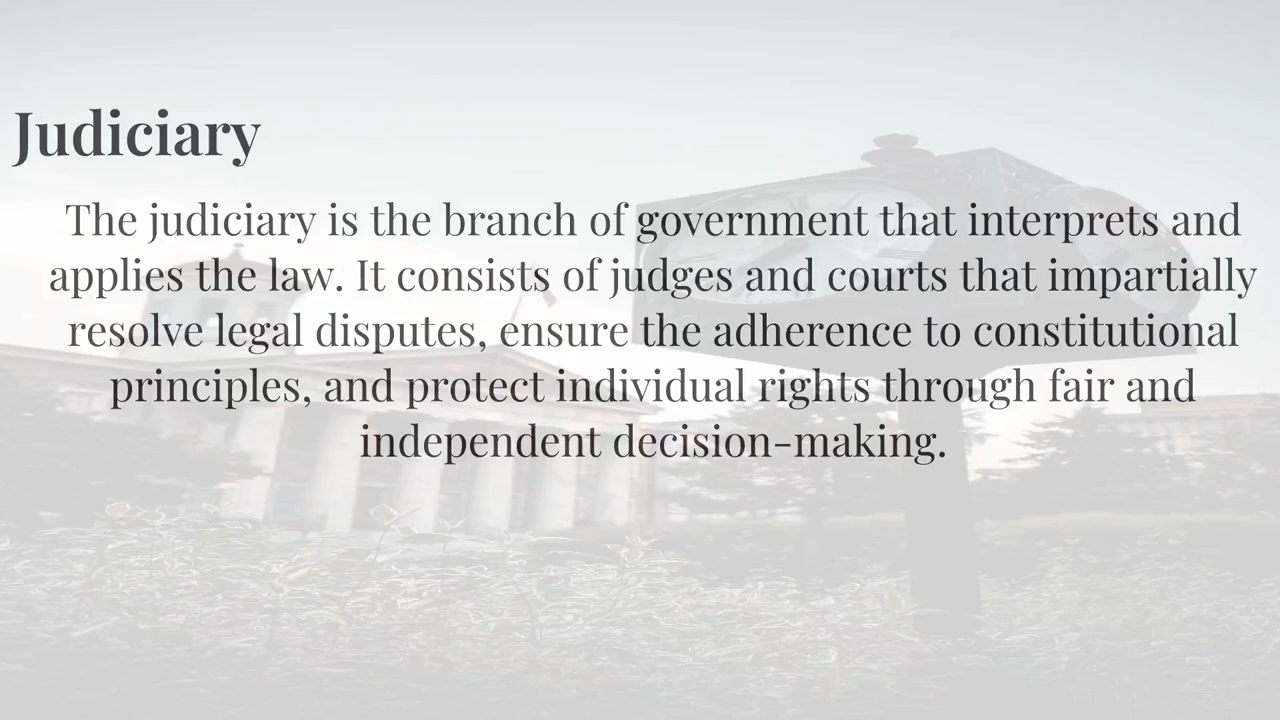 Judiciary
The judiciary is the branch of government that interprets and
applies the law. It consists of judges and courts that impartially
resolve legal disputes, ensure the adherence to constitutional
principles, and protect individual rights through fair and
independent decision-making.